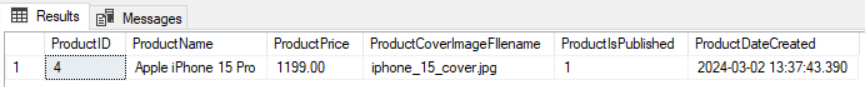 Results Messages
ProductID ProductName ProductPrice ProductCoverImageFIlename ProductIsPublished ProductDateCreated
1 4 Apple iPhone 15 Pro 1199.00 iphone_15_cover.jpg 1 2024-03-02 13:37:43.390